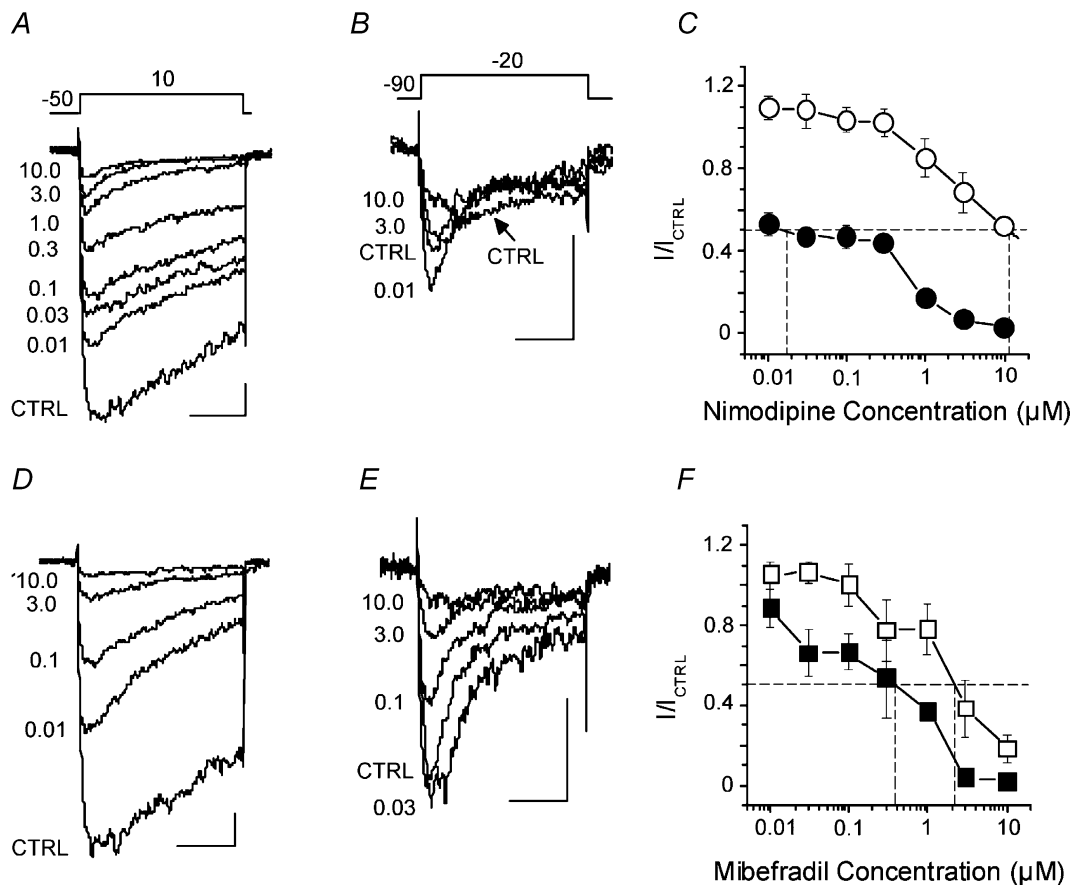 A
-50
10
10.0
3.0
1.0
0.3
0.1
0.03
0.01
CTRL
B
-90
-20
10.0
3.0
CTRL
CTRL
0.01
C
I/ICTRL
1.2
0.8
0.4
0
0.01
0.1
1
10
Nimodipine Concentration (µM)
D
10.0
3.0
0.1
0.01
CTRL
E
10.0
3.0
0.1
CTRL
0.03
F
I/ICTRL
1.2
0.8
0.4
0
0.01
0.1
1
10
Mibefradil Concentration (µM)